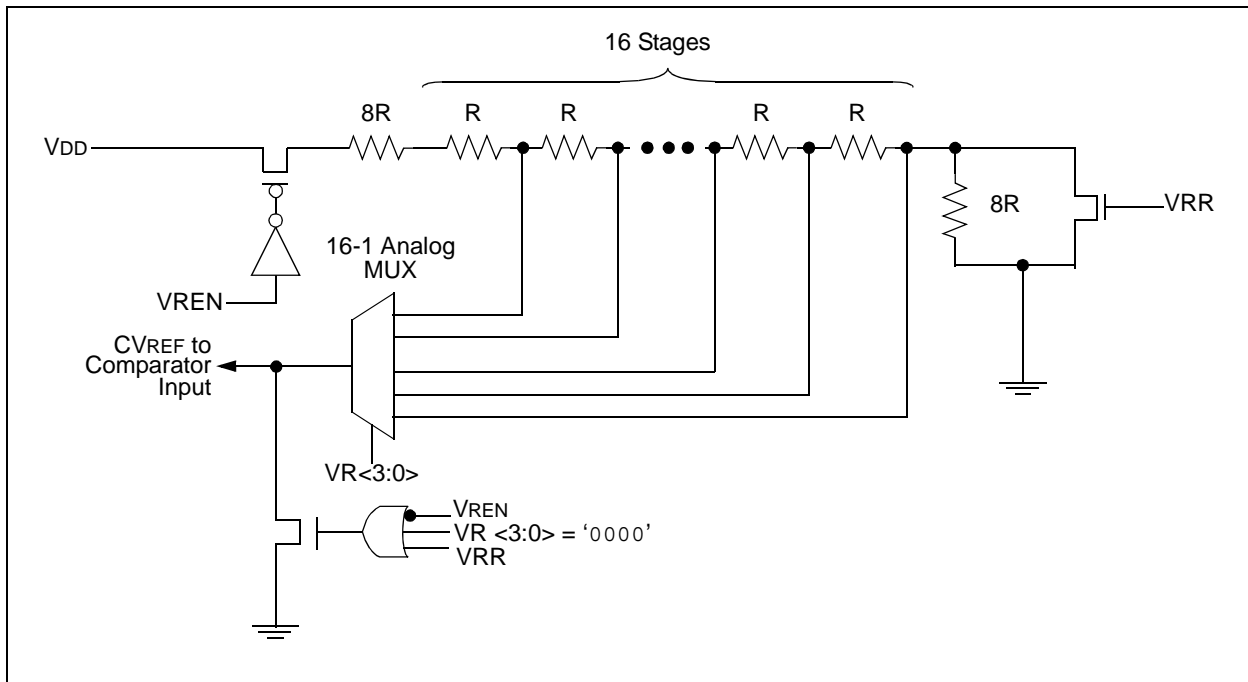 16 Stages
8R
R
R
R
R
VDD
8R
VRR
16-1 Analog
MUX
VREN
CVREF to
Comparator
Input
VR<3:0>
VREN
VR <3:0> = ‘0000’
VRR